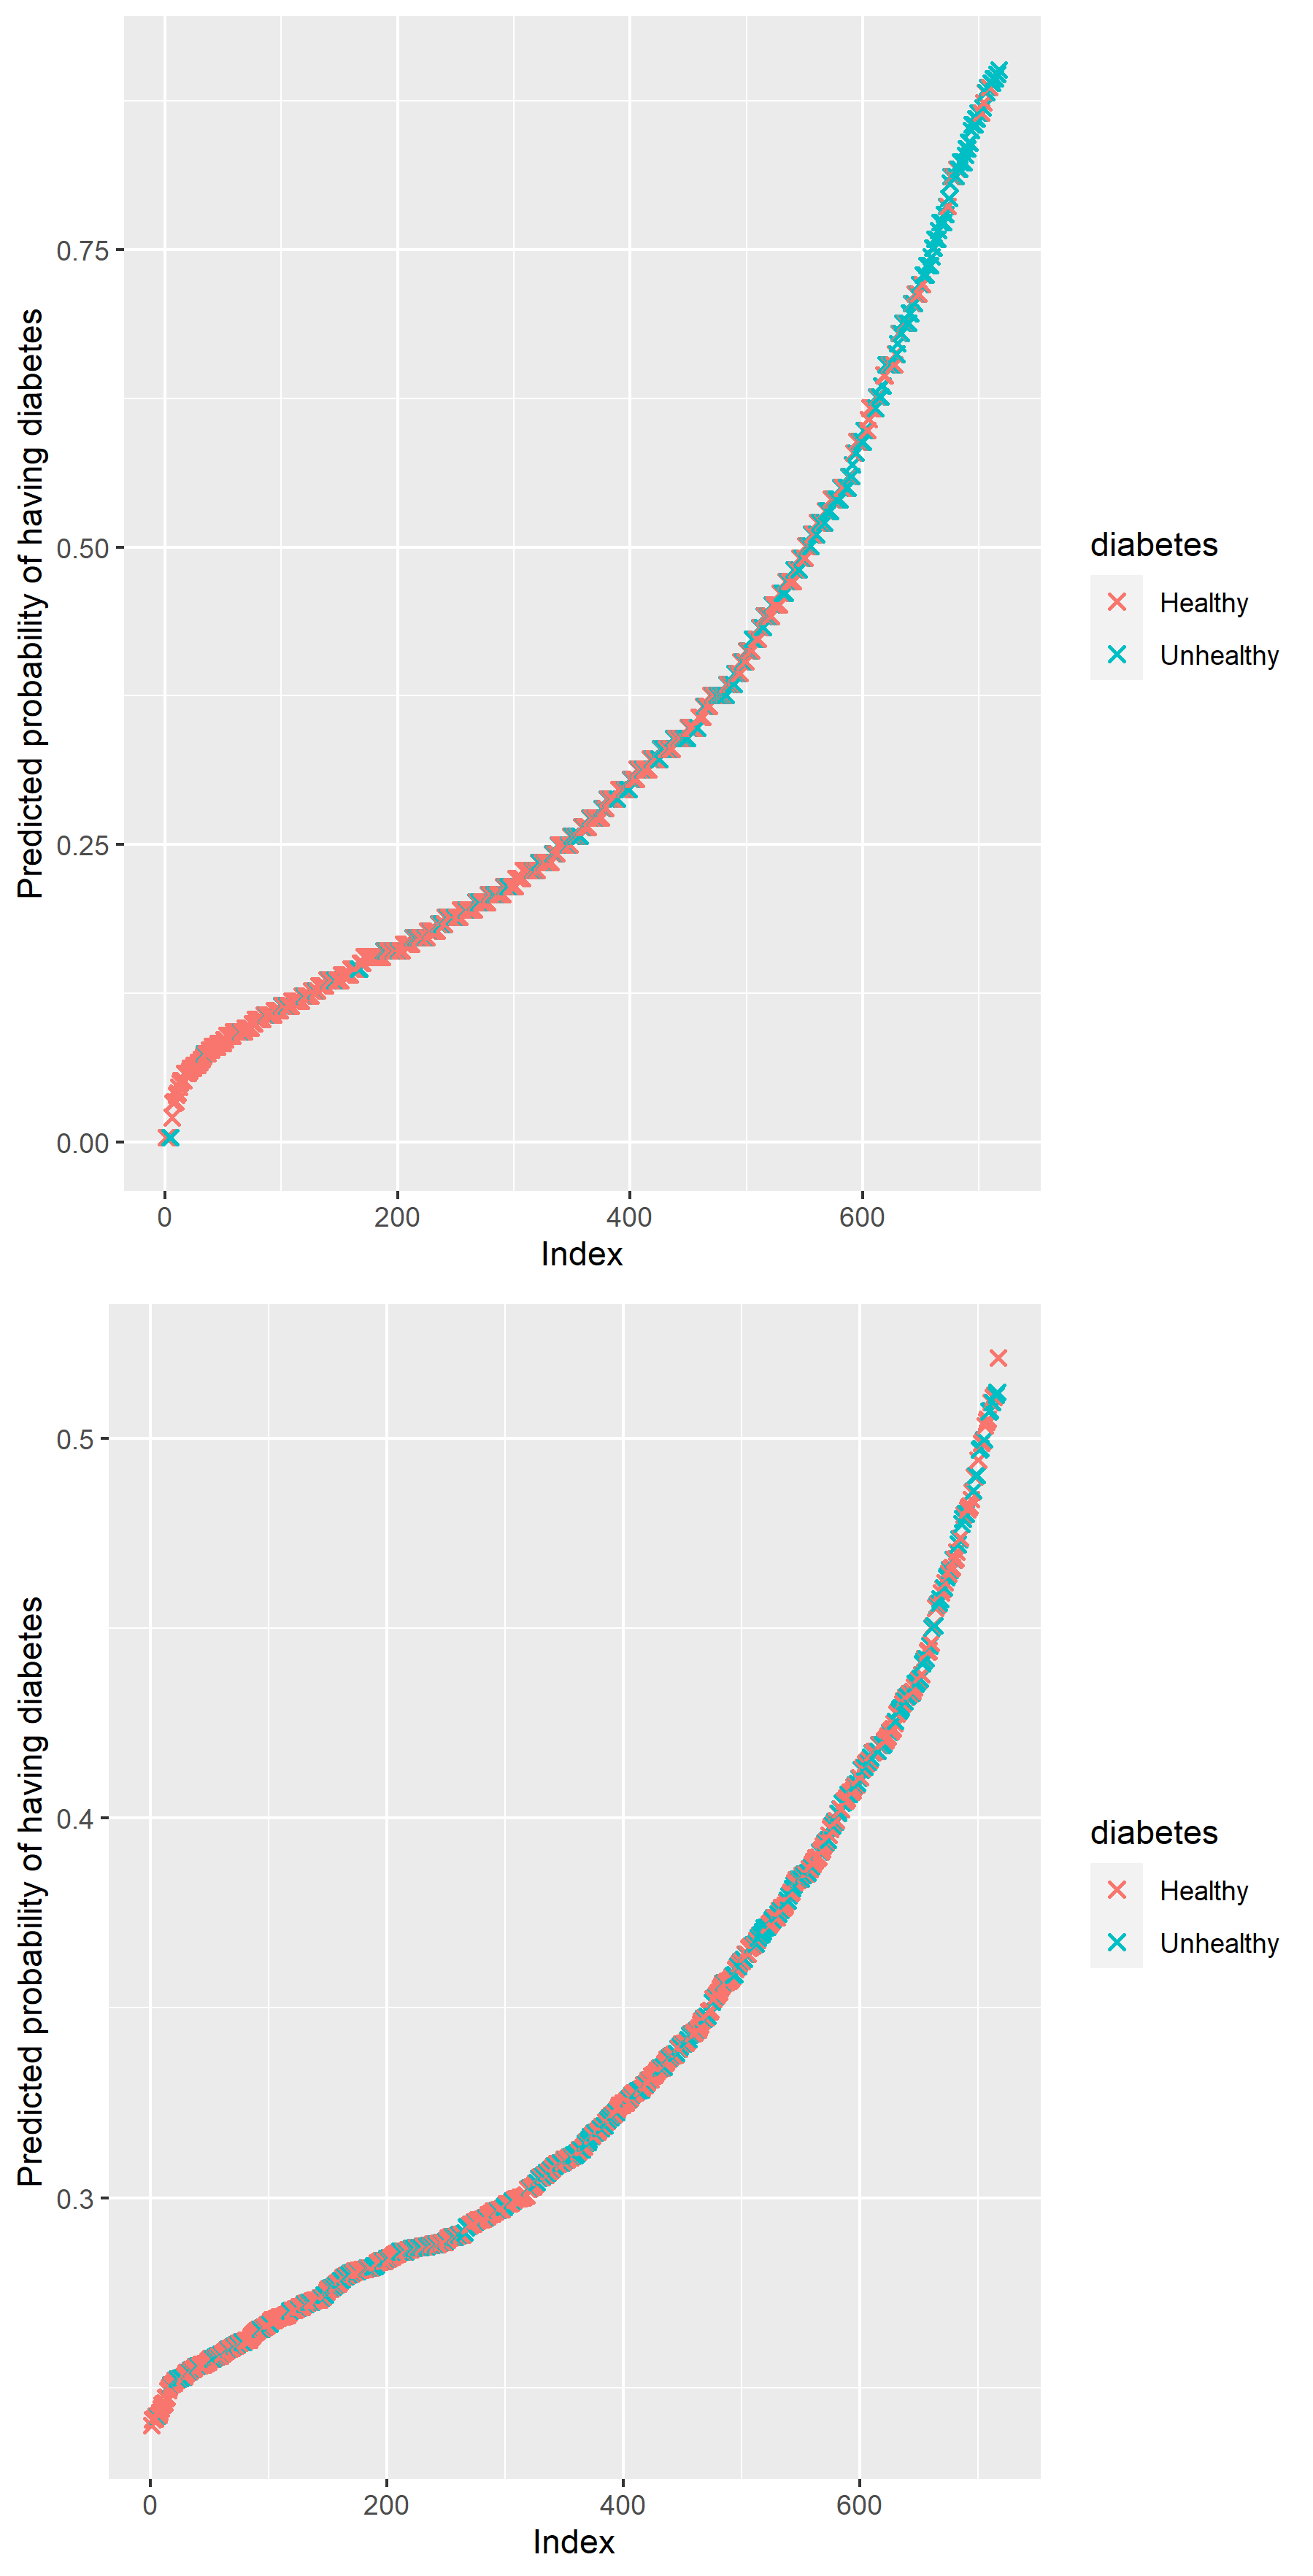 Predicted probability of having diabetes
0.75
0.50
0.25
0.00
0
200
400
600
Index
diabetes
Healthy
Unhealthy
Predicted probability of having diabetes
0.5
0.4
0.3
0
200
400
600
Index
diabetes
Healthy
Unhealthy